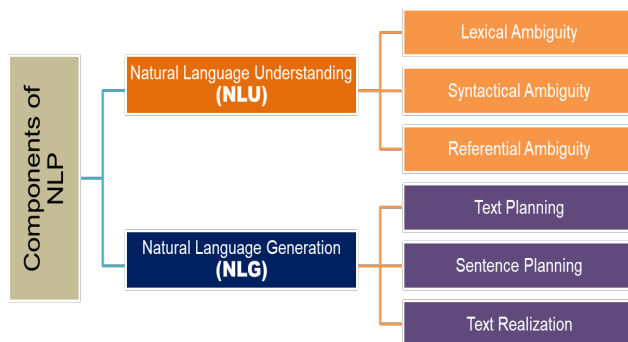 Components of
NLP
Natural Language Understanding
(NLU)
Lexical Ambiguity
Syntactical Ambiguity
Referential Ambiguity
Natural Language Generation
(NLG)
Text Planning
Sentence Planning
Text Realization